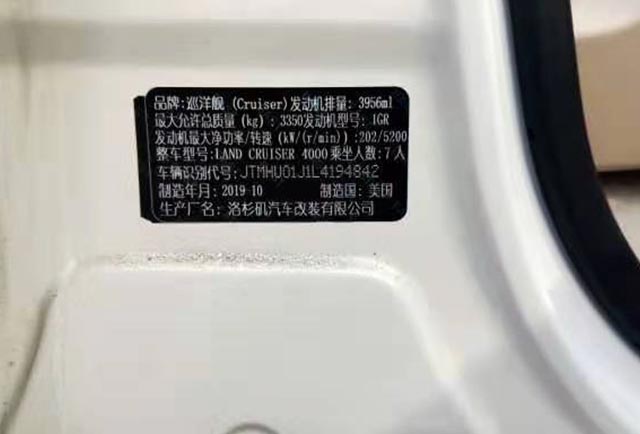 品牌:巡洋舰 (Cruiser)发动机排量: 3956ml
最大允许总质量(kg): 3350发动机型号: 1GR
发动机最大净功率/转速(kW/(r/min)):202/5200
整车型号:LAND CRUISER 4000乘坐人数:7人
车辆识别代号:JTMHU01J1L4194842
制造年月:2019 10 制造国: 美国
生产厂名: 洛杉矶汽车改装有限公司